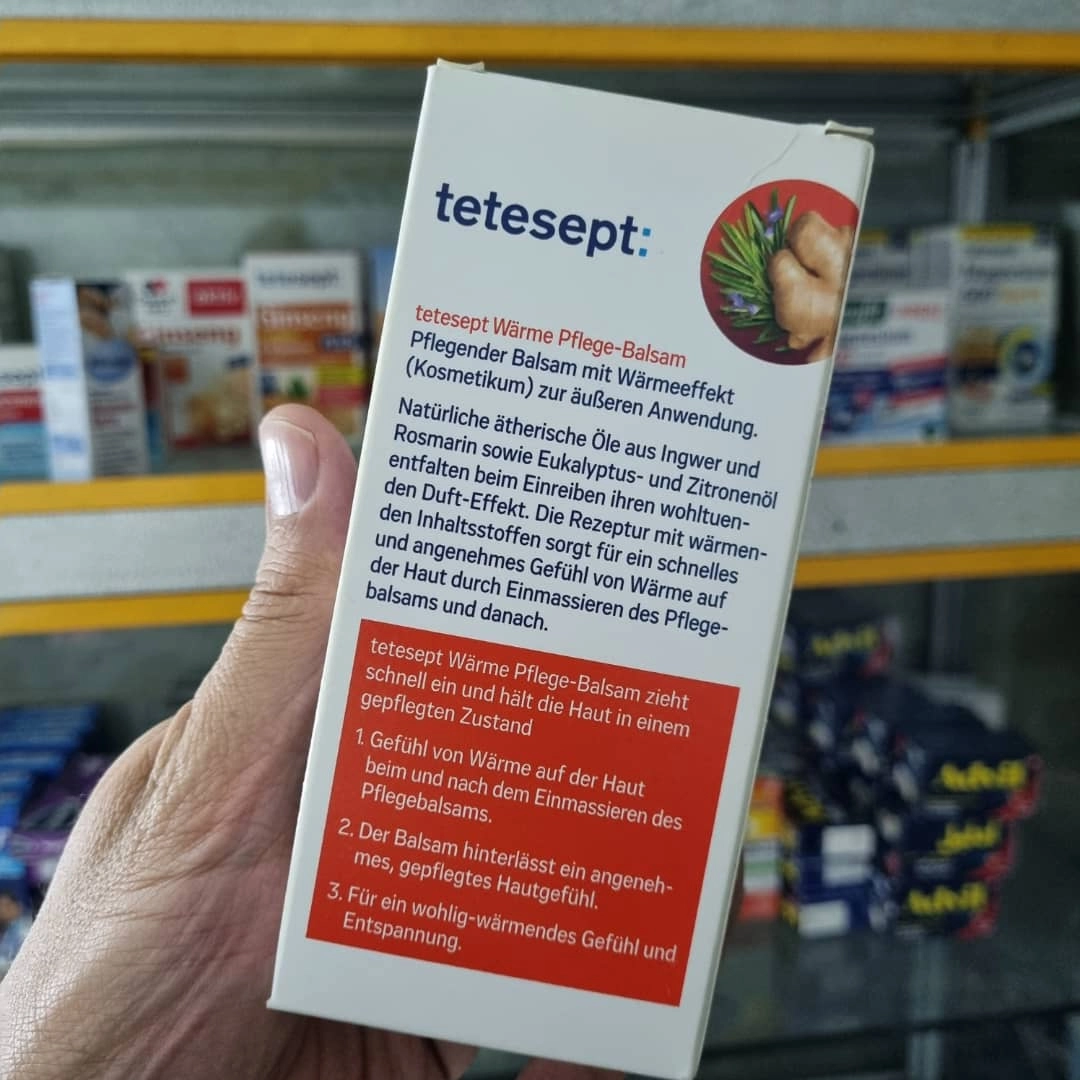 tetesept:
tetesept Wärme Pflege-Balsam
Pflegender Balsam mit Wärmeeffekt
(Kosmetikum) zur äußeren Anwendung.
Natürliche ätherische Öle aus Ingwer und
Rosmarin sowie Eukalyptus- und Zitronenöl
entfalten beim Einreiben ihren wohltuen-
den Duft-Effekt. Die Rezeptur mit wärmen-
den Inhaltsstoffen sorgt für ein schnelles
und angenehmes Gefühl von Wärme auf
der Haut durch Einmassieren des Pflege-
balsams und danach.
tetesept Wärme Pflege-Balsam zieht
schnell ein und hält die Haut in einem
gepflegten Zustand
1. Gefühl von Wärme auf der Haut
beim und nach dem Einmassieren des
Pflegebalsams.
2. Der Balsam hinterlässt ein angeneh-
mes, gepflegtes Hautgefühl.
3. Für ein wohlig-wärmendes Gefühl und
Entspannung.
tetesept:
Ginseng
Advil
Advil